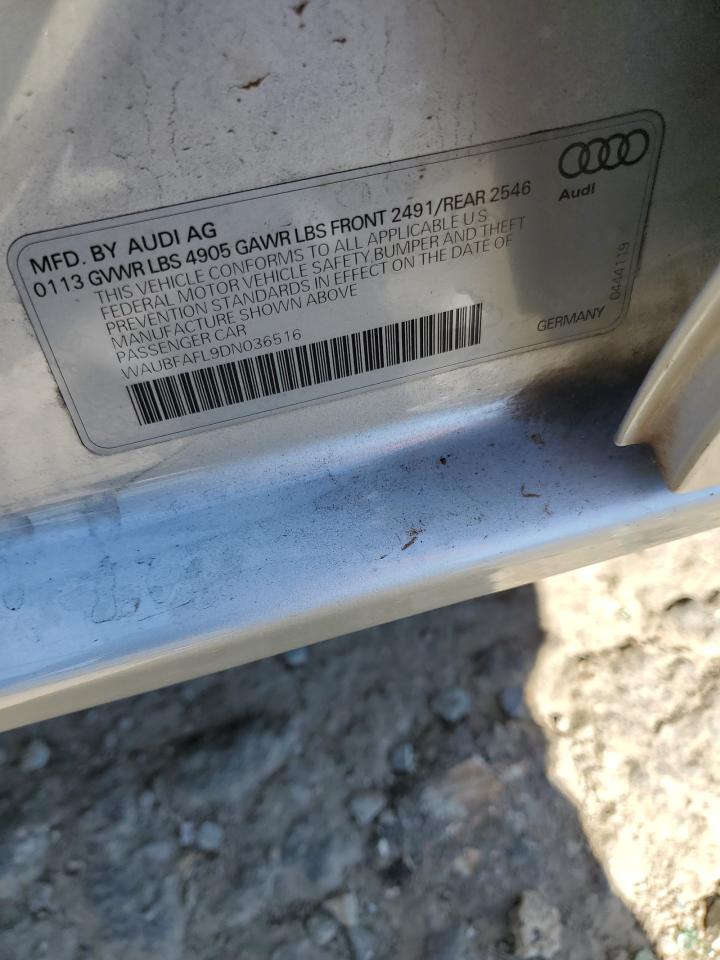 MFD. BY AUDI AG
0113 GVWR LBS 4905 GAWR LBS FRONT 2491/REAR 2546
THIS VEHICLE CONFORMS TO ALL APPLICABLE U.S
FEDERAL MOTOR VEHICLE SAFETY, BUMPER AND THEFT
PREVENTION STANDARDS IN EFFECT ON THE DATE OF
MANUFACTURE SHOWN ABOVE
PASSENGER CAR
WAUBFAFL9DN036516
Audi
GERMANY
0444119